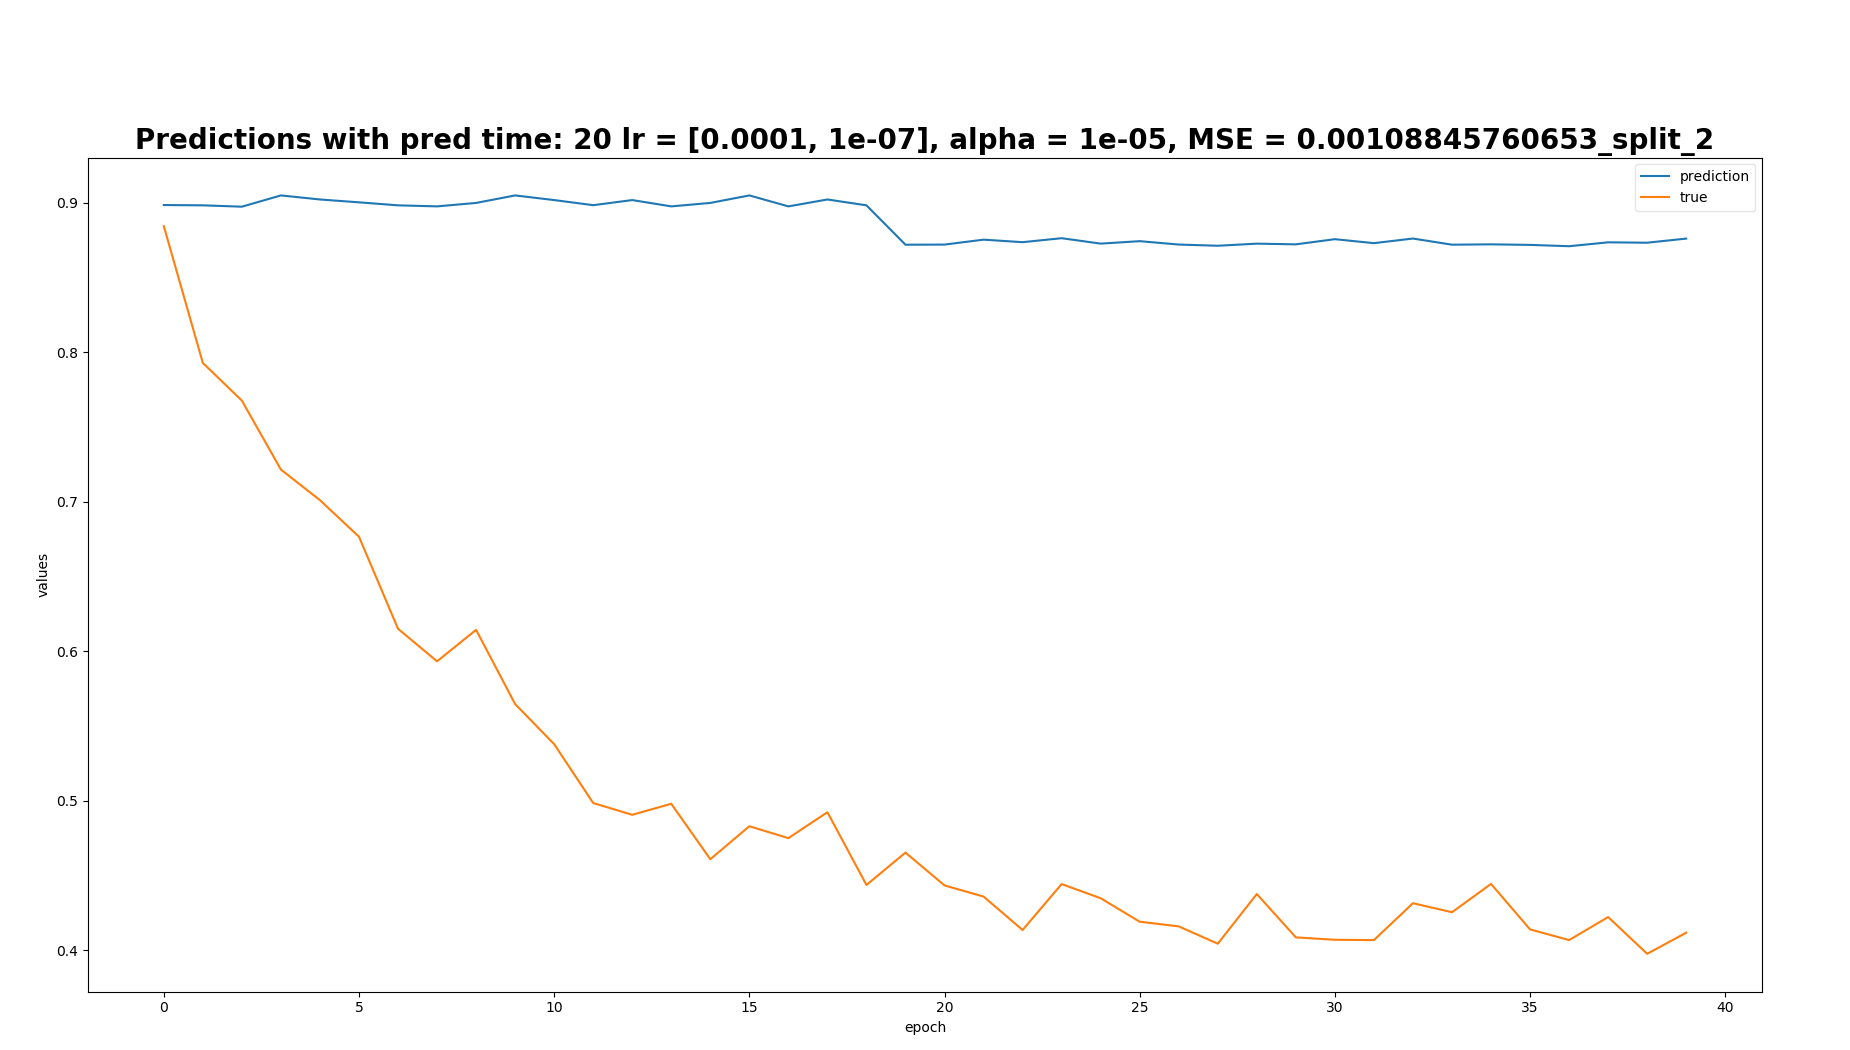 Predictions with pred time: 20 lr = [0.0001, 1e-07], alpha = 1e-05, MSE = 0.00108845760653_split_2
prediction
true
values
0.9
0.8
0.7
0.6
0.5
0.4
0 5 10 15 20 25 30 35 40
epoch